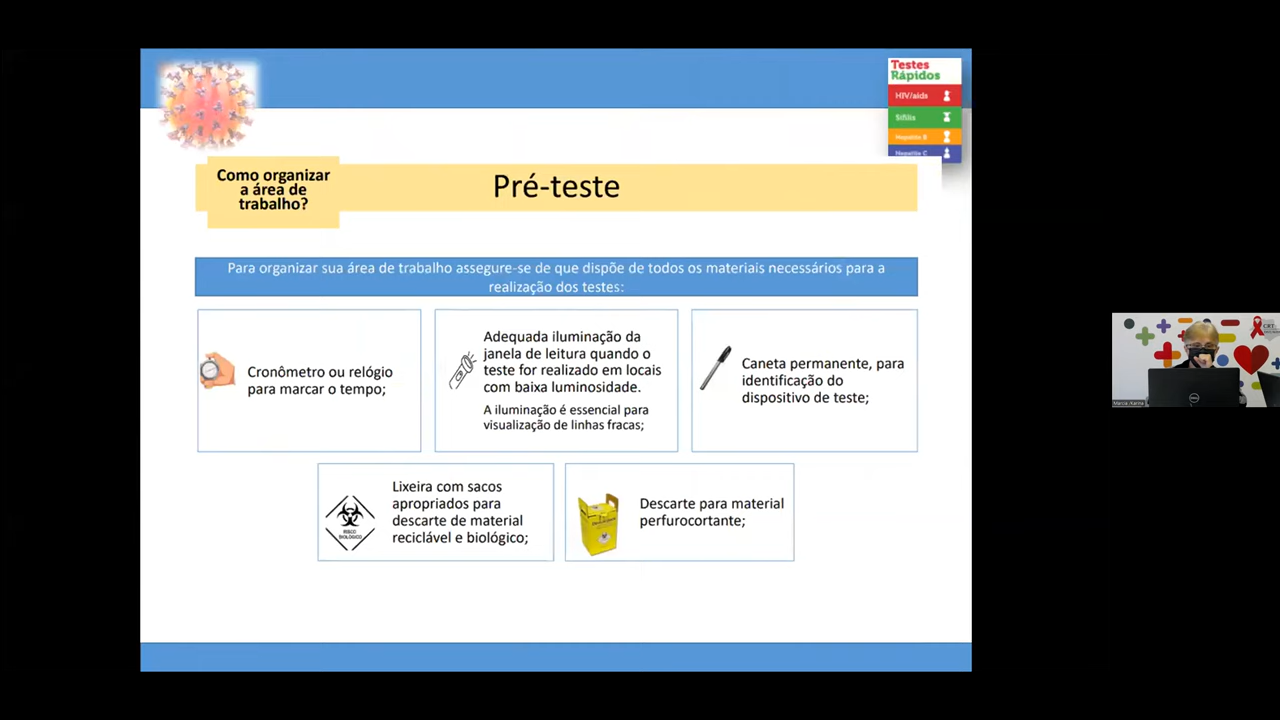 Testes
Rápidos
HIV/aids
Sífilis
Hepatite B
Hepatite C
Como organizar
a área de
trabalho?
Pré-teste
Para organizar sua área de trabalho assegure-se de que dispõe de todos os materiais necessários para a
realização dos testes:
Cronômetro ou relógio
para marcar o tempo;
Adequada iluminação da
janela de leitura quando o
teste for realizado em locais
com baixa luminosidade.
A iluminação é essencial para
visualização de linhas fracas;
Caneta permanente, para
identificação do
dispositivo de teste;
RISCO
BIOLÓGICO
Lixeira com sacos
apropriados para
descarte de material
reciclável e biológico;
Descarte para material
perfurocortante;
CRT